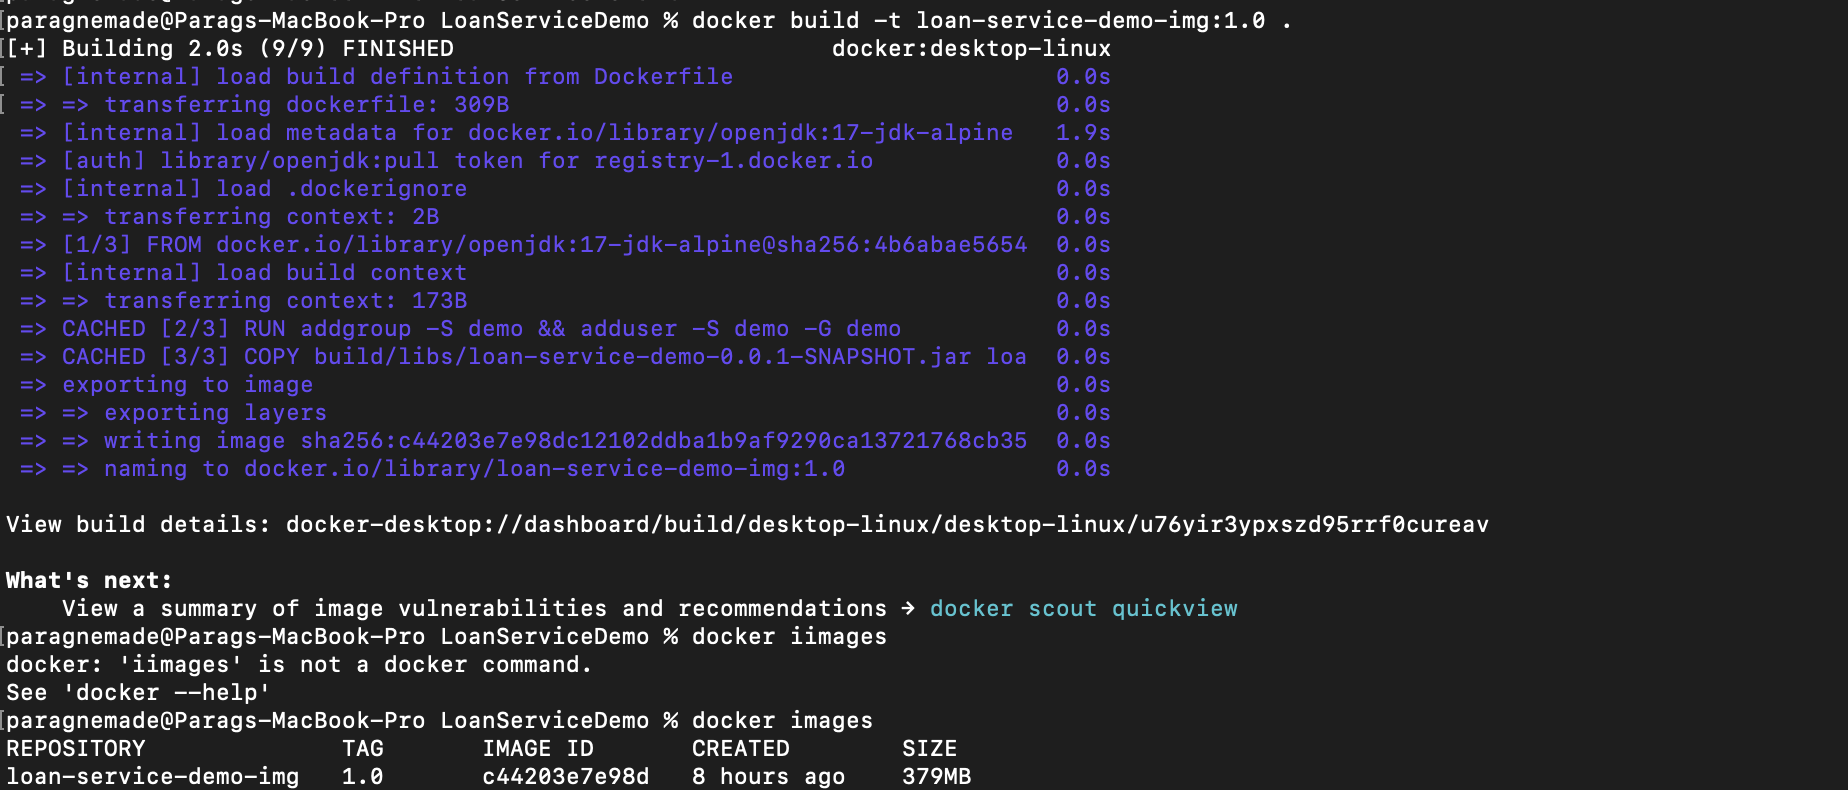 paragnemade@Parags-MacBook-Pro LoanServiceDemo % docker build -t loan-service-demo-img:1.0 .
[+] Building 2.0s (9/9) FINISHED docker:desktop-linux
=> [internal] load build definition from Dockerfile 0.0s
=> => transferring dockerfile: 309B 0.0s
=> [internal] load metadata for docker.io/library/openjdk:17-jdk-alpine 1.9s
=> [auth] library/openjdk:pull token for registry-1.docker.io 0.0s
=> [internal] load .dockerignore 0.0s
=> => transferring context: 2B 0.0s
=> [1/3] FROM docker.io/library/openjdk:17-jdk-alpine@sha256:4b6abae5654 0.0s
=> [internal] load build context 0.0s
=> => transferring context: 173B 0.0s
=> CACHED [2/3] RUN addgroup -S demo && adduser -S demo -G demo 0.0s
=> CACHED [3/3] COPY build/libs/loan-service-demo-0.0.1-SNAPSHOT.jar loa 0.0s
=> exporting to image 0.0s
=> => exporting layers 0.0s
=> => writing image sha256:c44203e7e98dc12102ddba1b9af9290ca13721768cb35 0.0s
=> => naming to docker.io/library/loan-service-demo-img:1.0 0.0s
View build details: docker-desktop://dashboard/build/desktop-linux/desktop-linux/u76yir3ypxszd95rrf0cureav
What's next:
View a summary of image vulnerabilities and recommendations → docker scout quickview
paragnemade@Parags-MacBook-Pro LoanServiceDemo % docker iimages
docker: 'iimages' is not a docker command.
See 'docker --help'
paragnemade@Parags-MacBook-Pro LoanServiceDemo % docker images
REPOSITORY TAG IMAGE ID CREATED SIZE
loan-service-demo-img 1.0 c44203e7e98d 8 hours ago 379MB